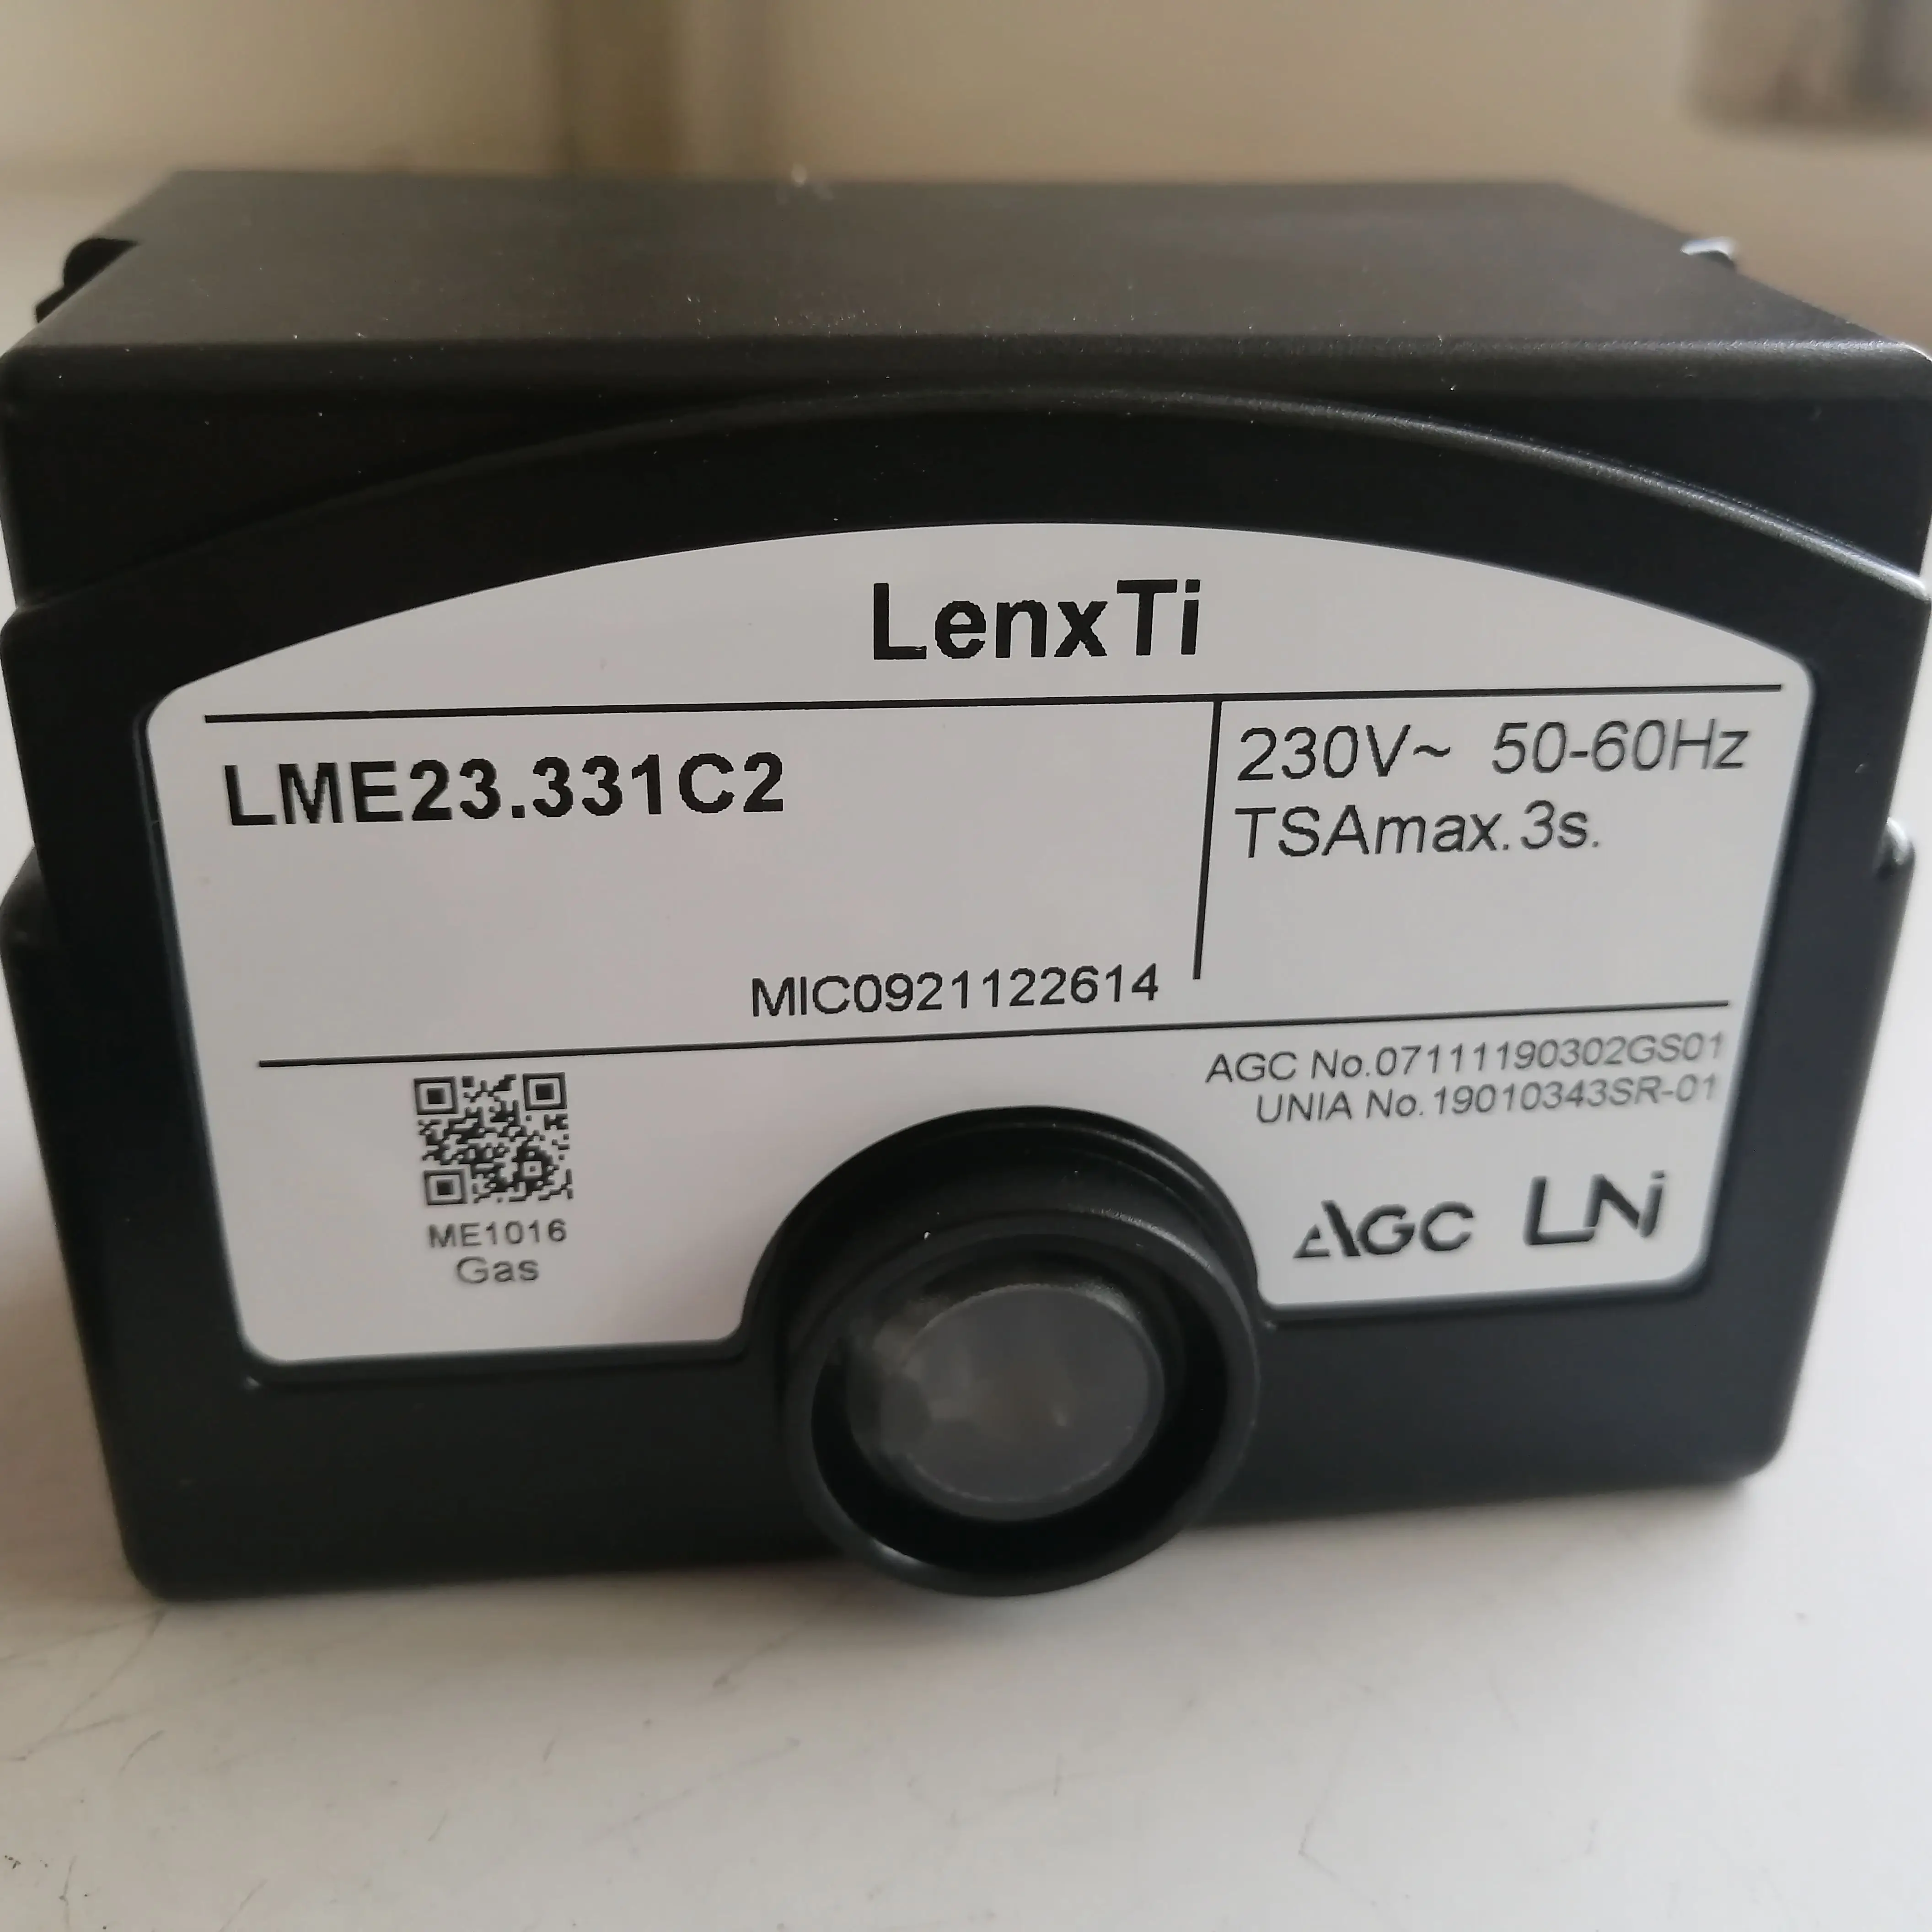 LenxTi
LME23.331C2
230V~ 50-60Hz
TSAmax.3s.
MIC0921122614
AGC No.07111190302GS01
UNIA No.19010343SR-01
ME1016
Gas
AGC LNi